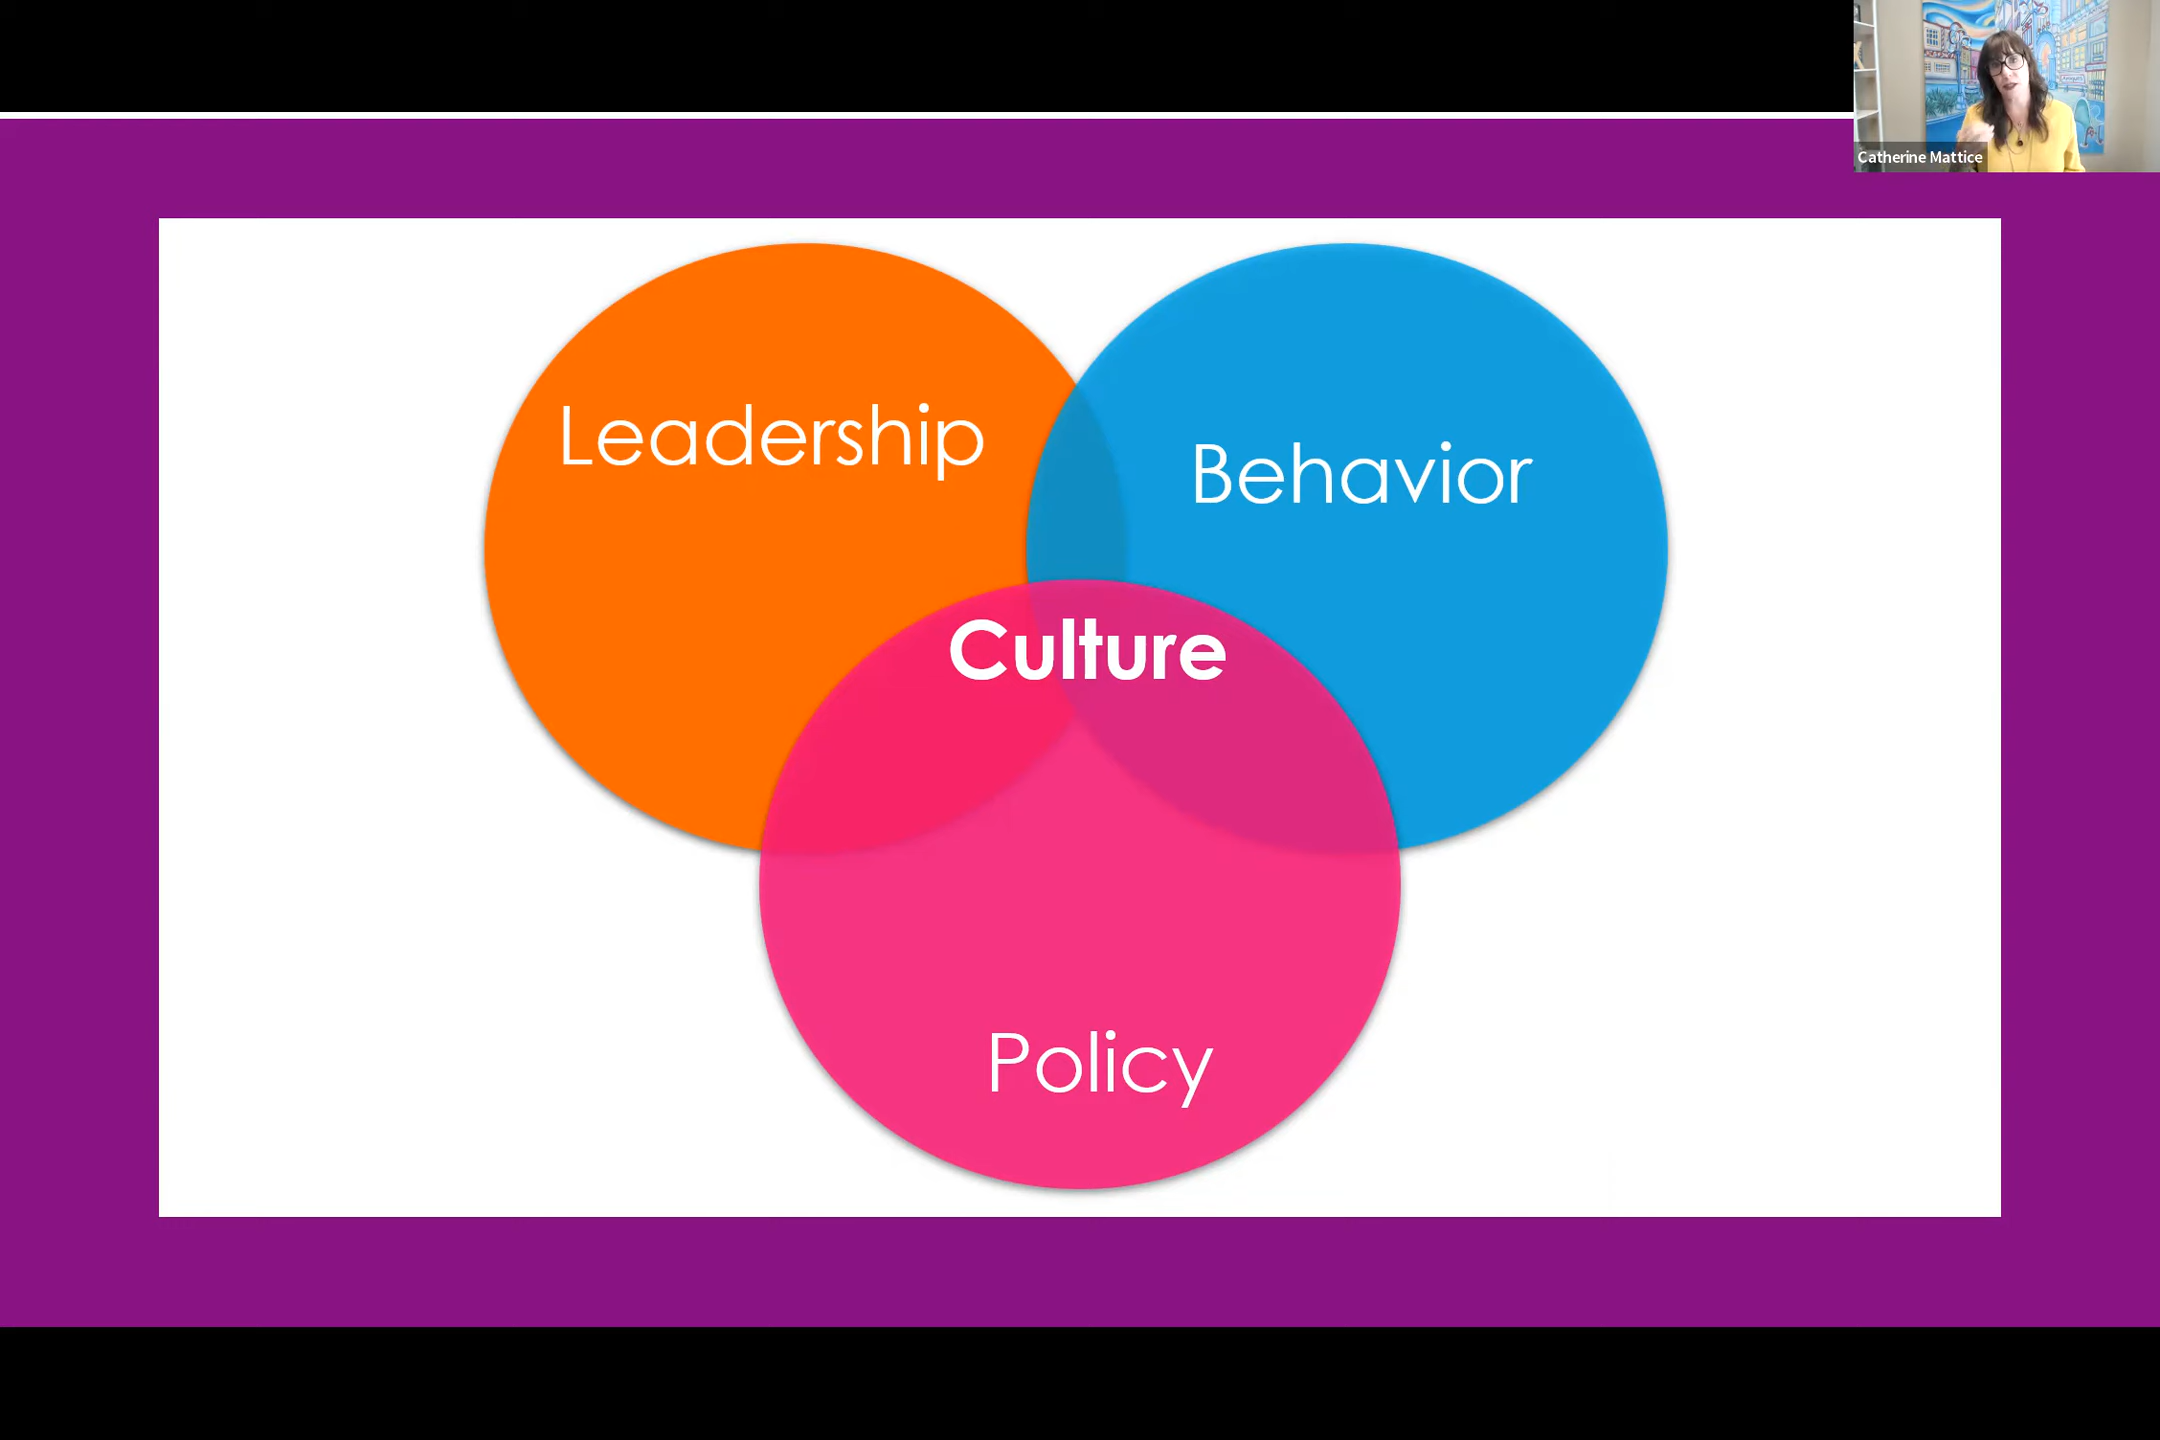 Catherine Mattice
Leadership
Behavior
Culture
Policy